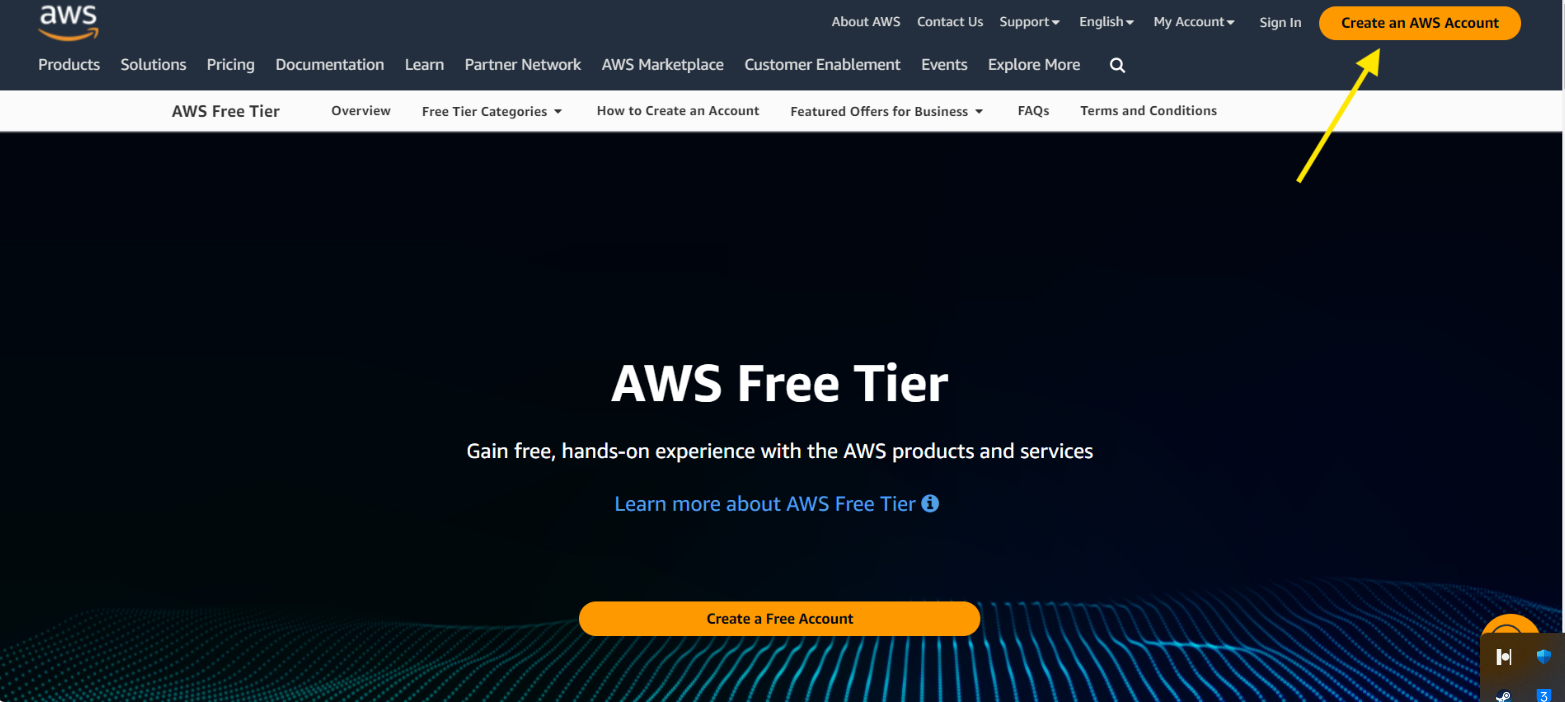 aws
About AWS Contact Us Support English My Account Sign In Create an AWS Account
Products Solutions Pricing Documentation Learn Partner Network AWS Marketplace Customer Enablement Events Explore More
AWS Free Tier Overview Free Tier Categories How to Create an Account Featured Offers for Business FAQs Terms and Conditions
AWS Free Tier
Gain free, hands-on experience with the AWS products and services
Learn more about AWS Free Tier
Create a Free Account
3